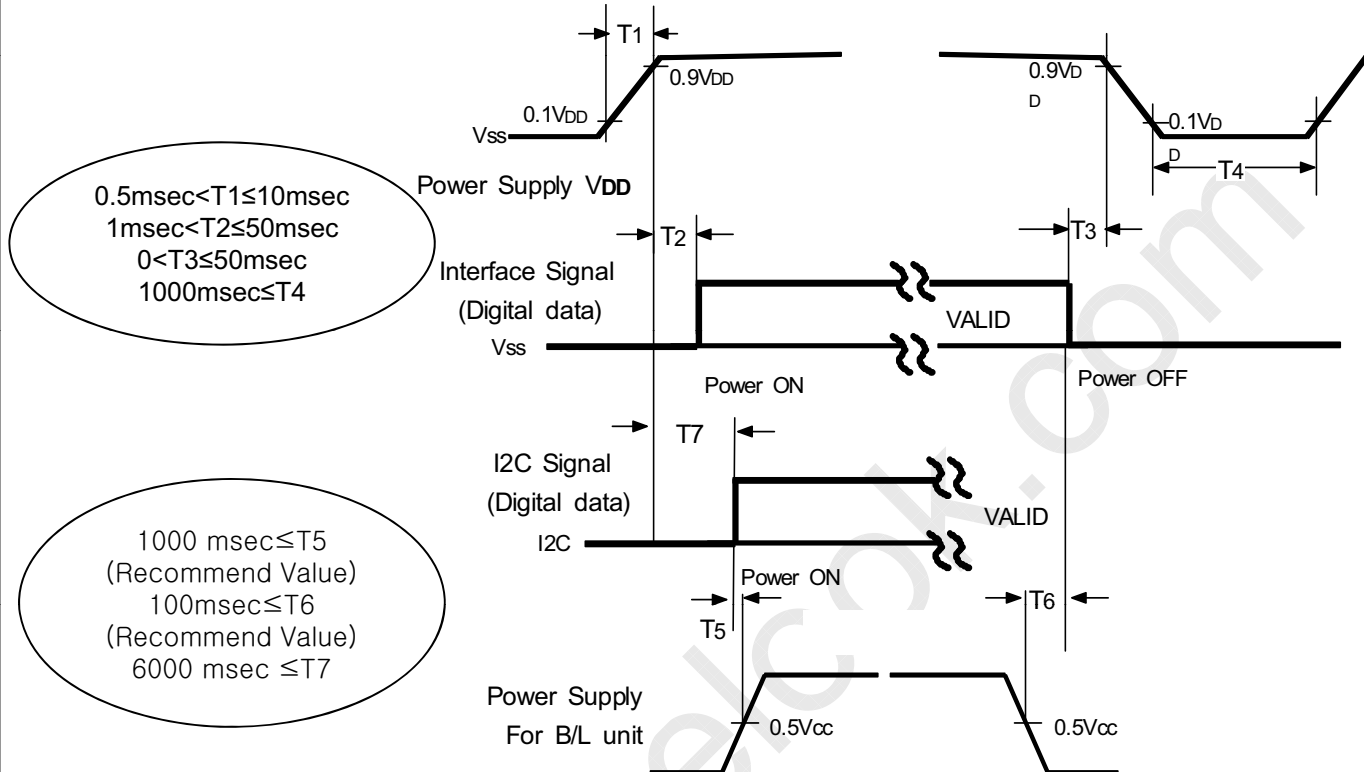 T1
0.9VDD
0.1VDD
Vss
Power Supply VDD
0.9VD
D
0.1VD
D
T4
0.5msec<T1≤10msec
1msec<T2≤50msec
0<T3≤50msec
1000msec≤T4
T2
T3
Interface Signal
(Digital data)
Vss
VALID
Power ON
Power OFF
T7
I2C Signal
(Digital data)
I2C
VALID
Power ON
1000 msec≤T5
(Recommend Value)
100msec≤T6
(Recommend Value)
6000 msec ≤T7
T5
T6
Power Supply
For B/L unit
0.5Vcc
0.5Vcc
elcok.com